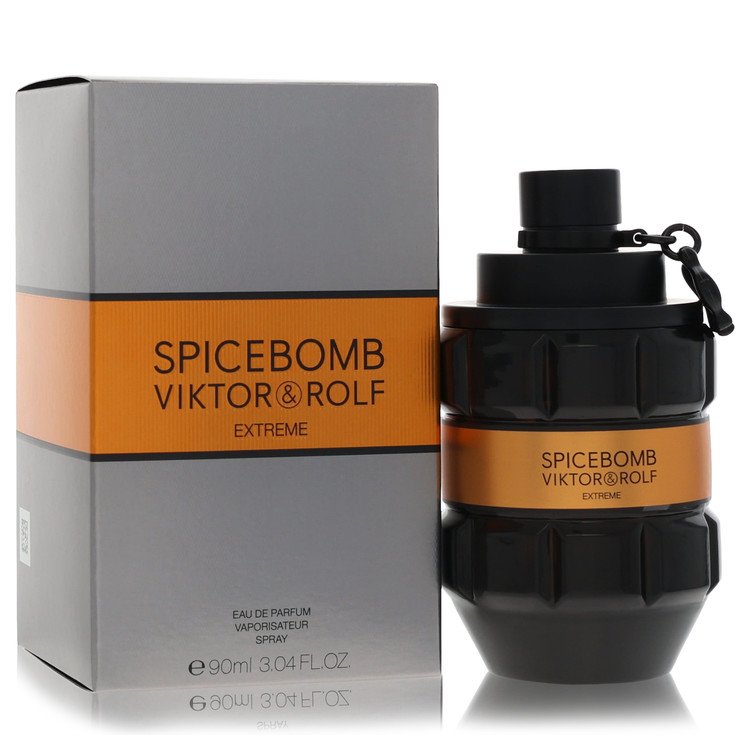 SPICEBOMB
VIKTOR&ROLF
EXTREME
EAU DE PARFUM
VAPORISATEUR
SPRAY
℮90ml 3.04 FL.OZ.
SPICEBOMB
VIKTOR&ROLF
EXTREME